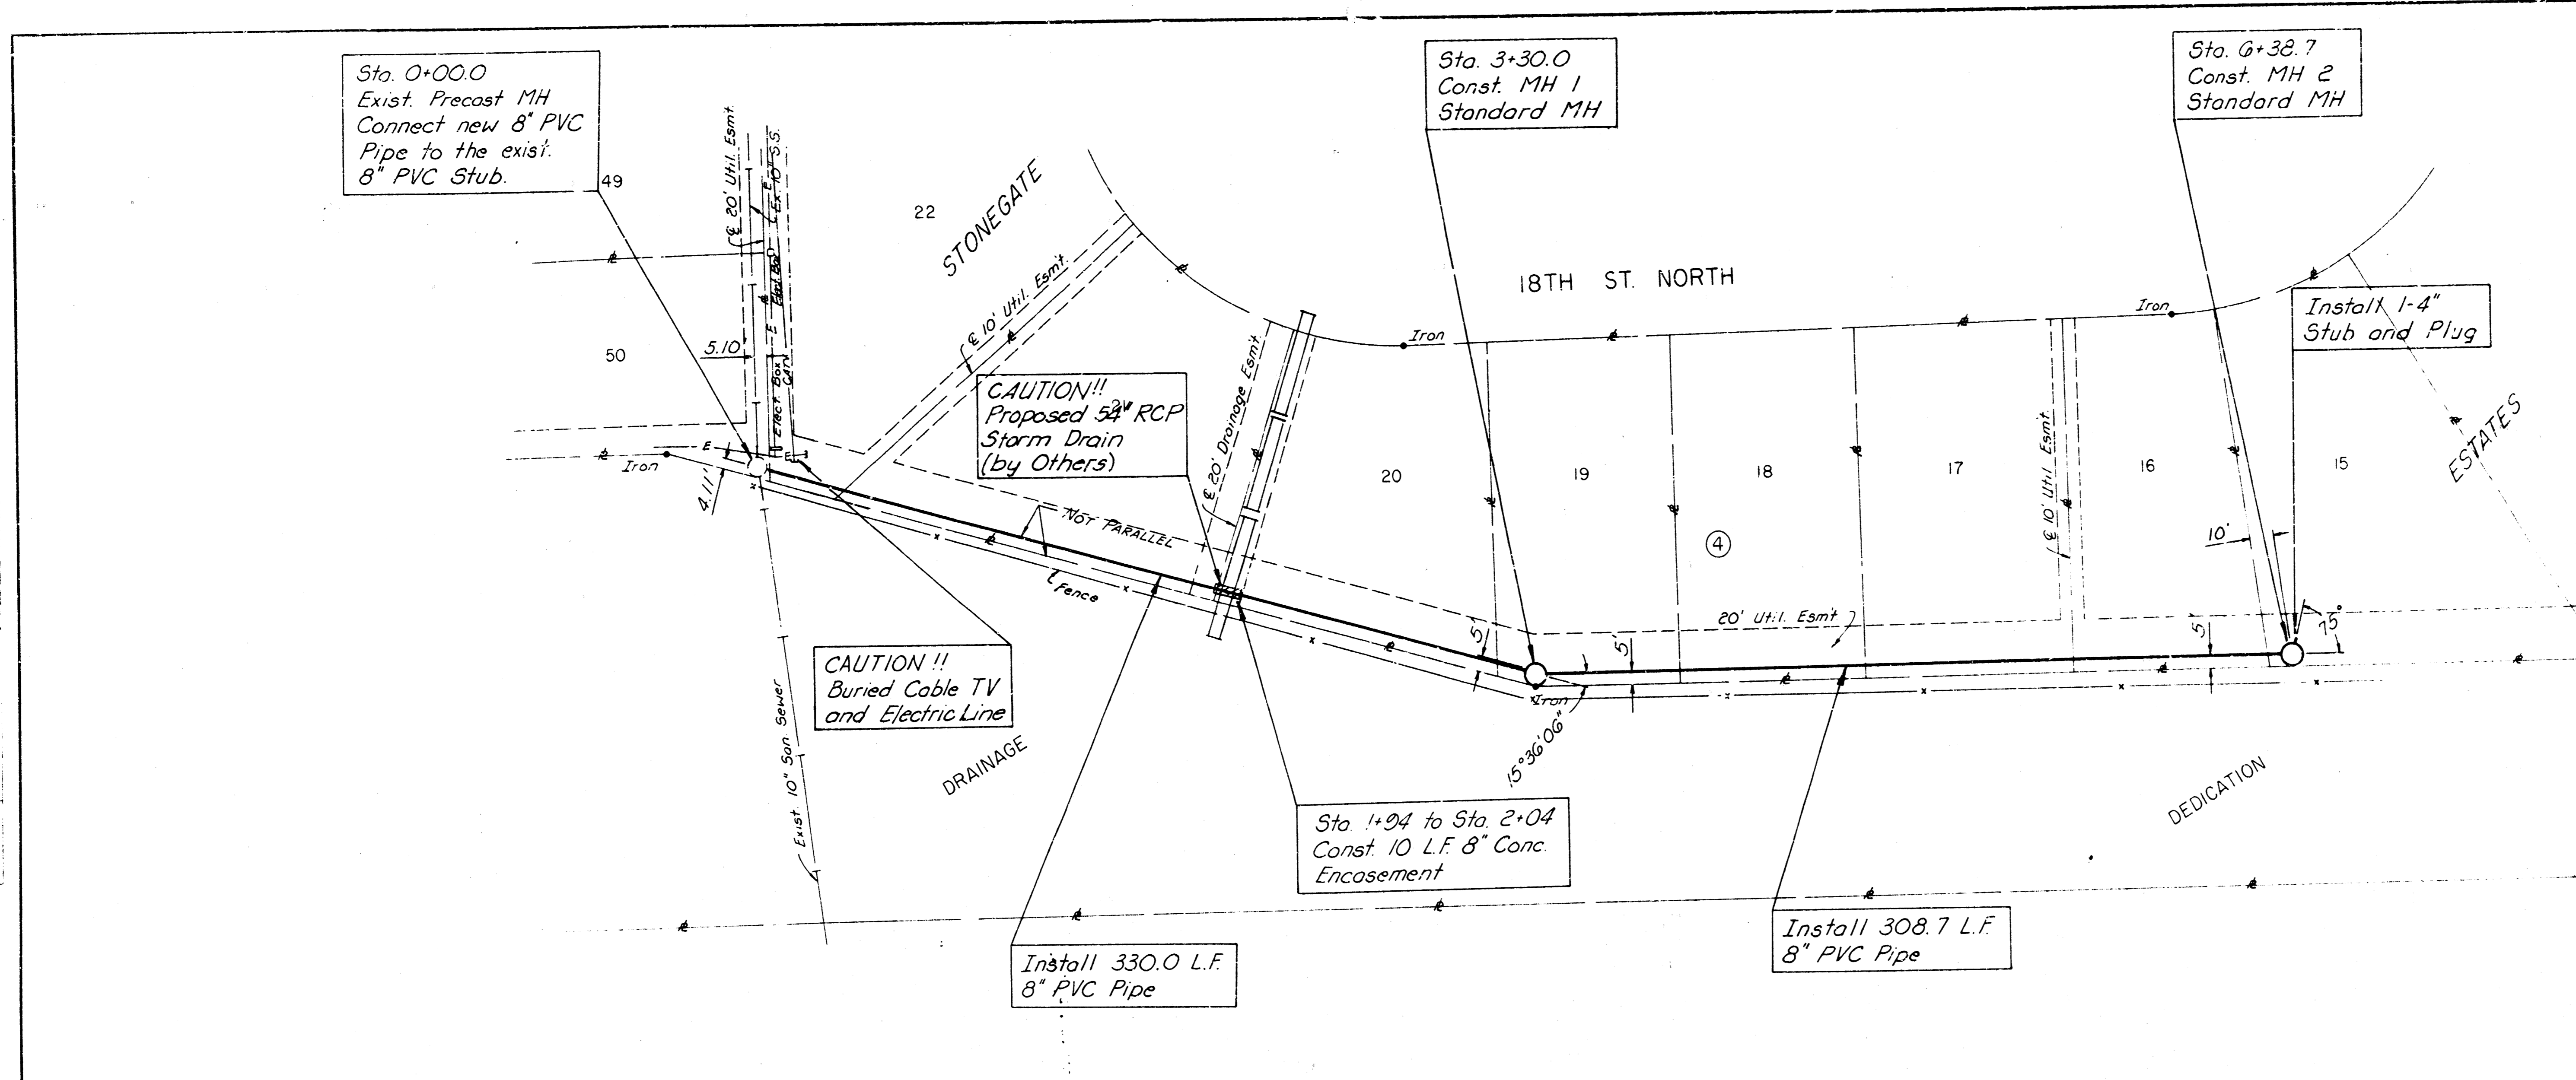 Sta. 0+00.0
Exist. Precast MH
Connect new 8" PVC
Pipe to the exist.
8" PVC Stub.
Sta. 3+30.0
Const. MH 1
Standard MH
Sta. 6+38.7
Const. MH 2
Standard MH
49
℄ 20' Util. Esm't.
Ex. 10" S.S.
E
22
STONEGATE
℄ 10' Util. Esm't.
18TH ST. NORTH
Iron
Iron
Install 1-4"
Stub and Plug
50
5.10
Elect. Box
CATV
E
CAUTION!!
Proposed 54" RCP
Storm Drain
(by Others)
℄ 20' Drainage Esm't.
20
19
18
17
16
15
ESTATES
℄ 10' Util. Esm't.
4
10'
E
E
Iron
4.11'
NOT PARALLEL
Fence
20' Util. Esm't
5'
5'
5'
75°
Iron
15°36'06"
CAUTION !!
Buried Cable TV
and Electric Line
Exist. 10" San Sewer
DRAINAGE
DEDICATION
Sta. 1+94 to Sta. 2+04
Const. 10 L.F. 8" Conc.
Encasement
Install 330.0 L.F.
8" PVC Pipe
Install 308.7 L.F.
8" PVC Pipe